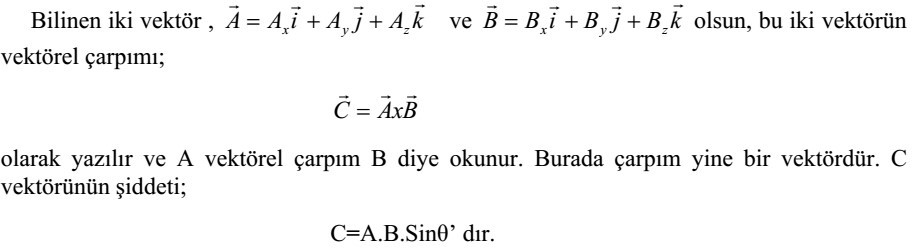 Bilinen iki vektör , $\vec{A} = A_x\vec{i} + A_y\vec{j} + A_z\vec{k}$ ve $\vec{B} = B_x\vec{i} + B_y\vec{j} + B_z\vec{k}$ olsun, bu iki vektörün
vektörel çarpımı;
$\vec{C} = \vec{A}x\vec{B}$
olarak yazılır ve A vektörel çarpım B diye okunur. Burada çarpım yine bir vektördür. C
vektörünün şiddeti;
C=A.B.Sinθ’ dır.